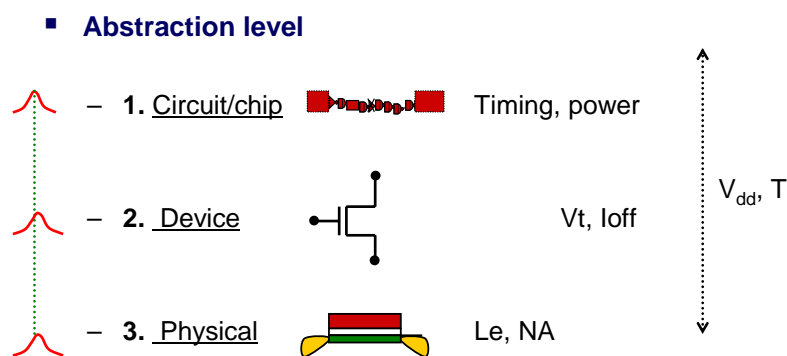 ▪ Abstraction level
– 1. Circuit/chip Timing, power
V_dd, T
– 2. Device Vt, Ioff
– 3. Physical Le, NA